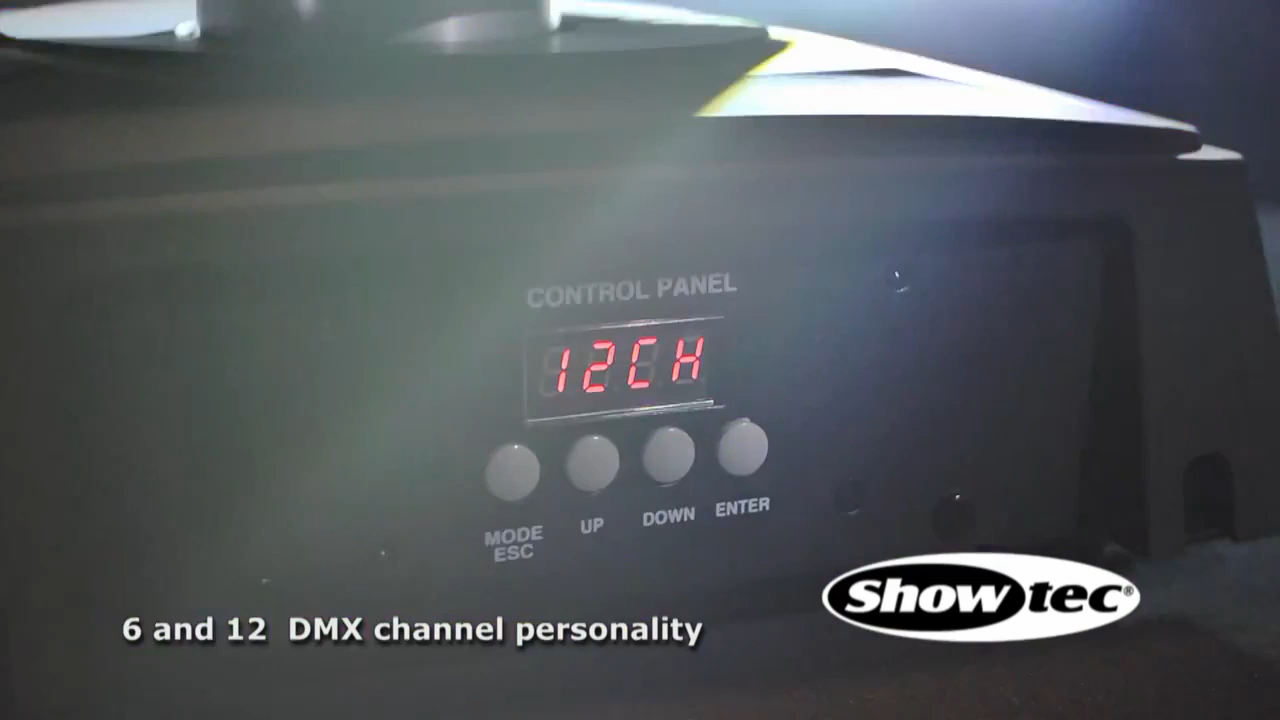 CONTROL PANEL
12CH
MODE
ESC
UP
DOWN
ENTER
Showtec®
6 and 12 DMX channel personality